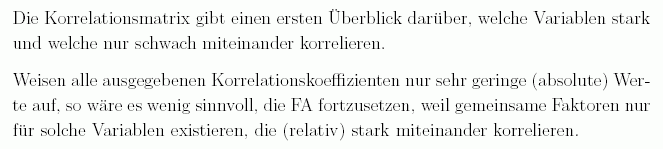 Die Korrelationsmatrix gibt einen ersten Überblick darüber, welche Variablen stark
und welche nur schwach miteinander korrelieren.
Weisen alle ausgegebenen Korrelationskoeffizienten nur sehr geringe (absolute) Wer-
te auf, so wäre es wenig sinnvoll, die FA fortzusetzen, weil gemeinsame Faktoren nur
für solche Variablen existieren, die (relativ) stark miteinander korrelieren.